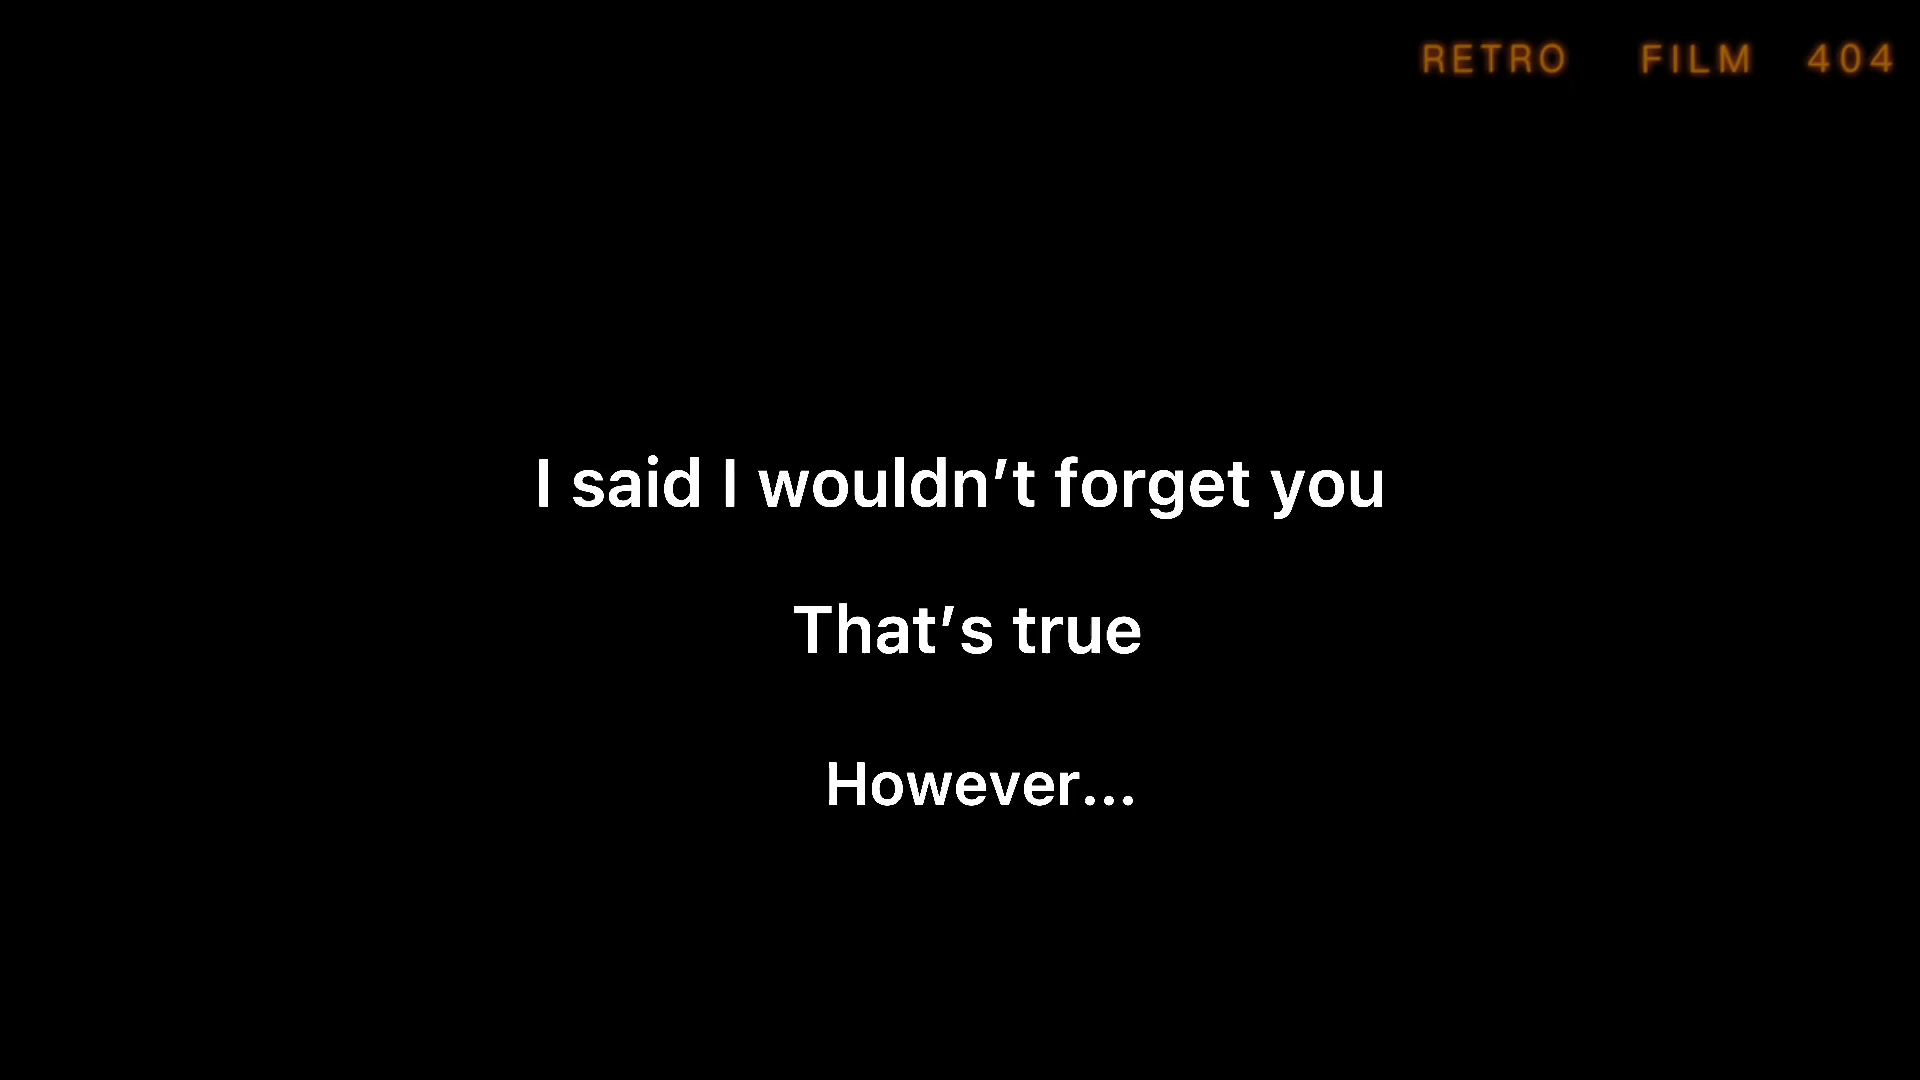 RETRO FILM 404
I said I wouldn’t forget you
That’s true
However...